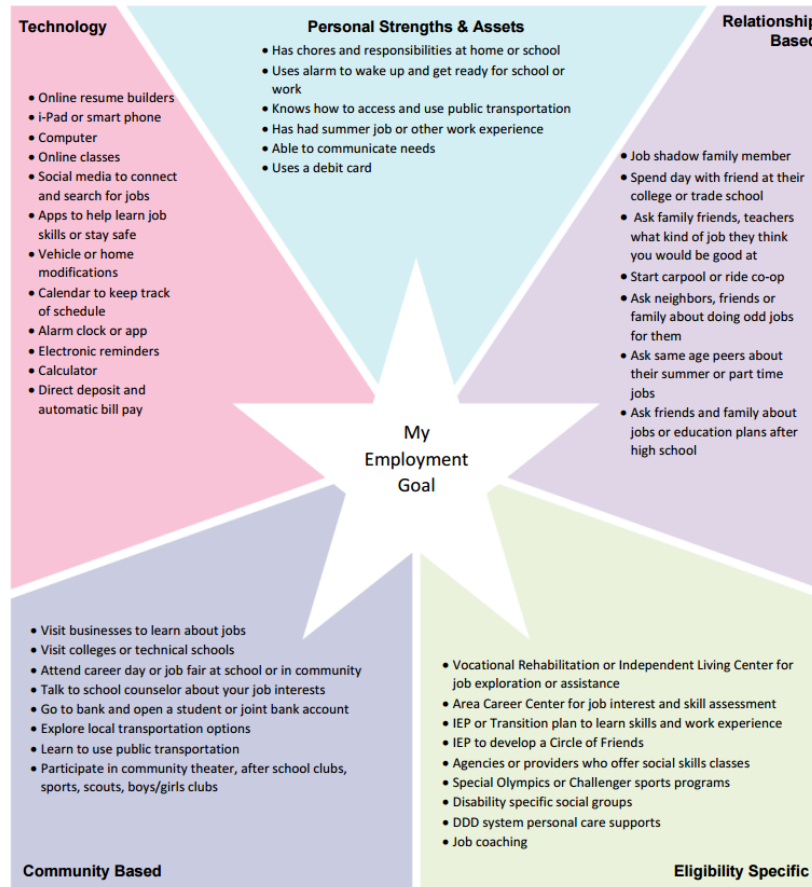 Technology
• Online resume builders
• i-Pad or smart phone
• Computer
• Online classes
• Social media to connect
and search for jobs
• Apps to help learn job
skills or stay safe
• Vehicle or home
modifications
• Calendar to keep track
of schedule
• Alarm clock or app
• Electronic reminders
• Calculator
• Direct deposit and
automatic bill pay
Personal Strengths & Assets
• Has chores and responsibilities at home or school
• Uses alarm to wake up and get ready for school or
work
• Knows how to access and use public transportation
• Has had summer job or other work experience
• Able to communicate needs
• Uses a debit card
Relationship
Based
• Job shadow family member
• Spend day with friend at their
college or trade school
• Ask family friends, teachers
what kind of job they think
you would be good at
• Start carpool or ride co-op
• Ask neighbors, friends or
family about doing odd jobs
for them
• Ask same age peers about
their summer or part time
jobs
• Ask friends and family about
jobs or education plans after
high school
My
Employment
Goal
• Visit businesses to learn about jobs
• Visit colleges or technical schools
• Attend career day or job fair at school or in community
• Talk to school counselor about your job interests
• Go to bank and open a student or joint bank account
• Explore local transportation options
• Learn to use public transportation
• Participate in community theater, after school clubs,
sports, scouts, boys/girls clubs
Community Based
• Vocational Rehabilitation or Independent Living Center for
job exploration or assistance
• Area Career Center for job interest and skill assessment
• IEP or Transition plan to learn skills and work experience
• IEP to develop a Circle of Friends
• Agencies or providers who offer social skills classes
• Special Olympics or Challenger sports programs
• Disability specific social groups
• DDD system personal care supports
• Job coaching
Eligibility Specific